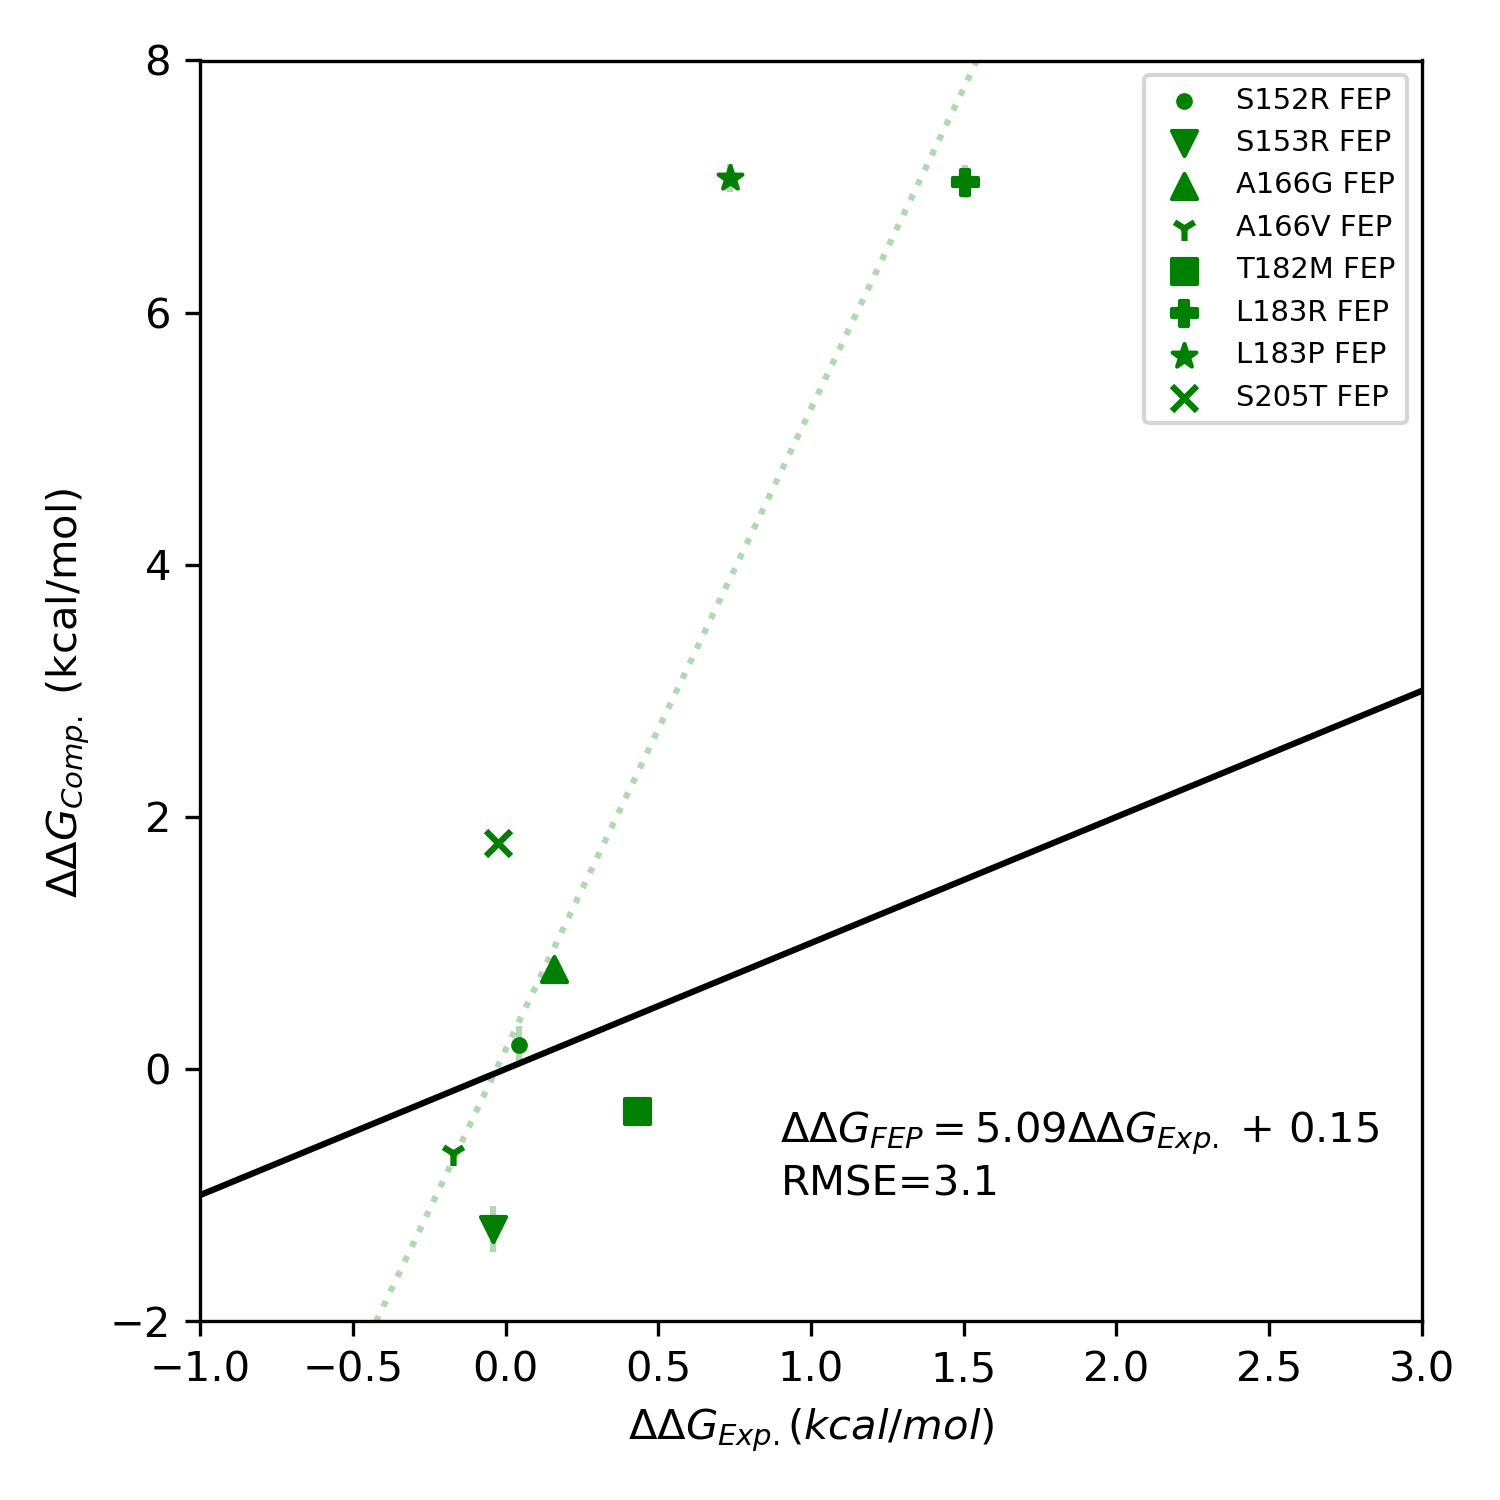 8
6
4
2
0
−2
−1.0 −0.5 0.0 0.5 1.0 1.5 2.0 2.5 3.0
ΔΔG_Comp. (kcal/mol)
ΔΔG_Exp. (kcal/mol)
S152R FEP
S153R FEP
A166G FEP
A166V FEP
T182M FEP
L183R FEP
L183P FEP
S205T FEP
ΔΔG_FEP = 5.09ΔΔG_Exp. + 0.15
RMSE=3.1